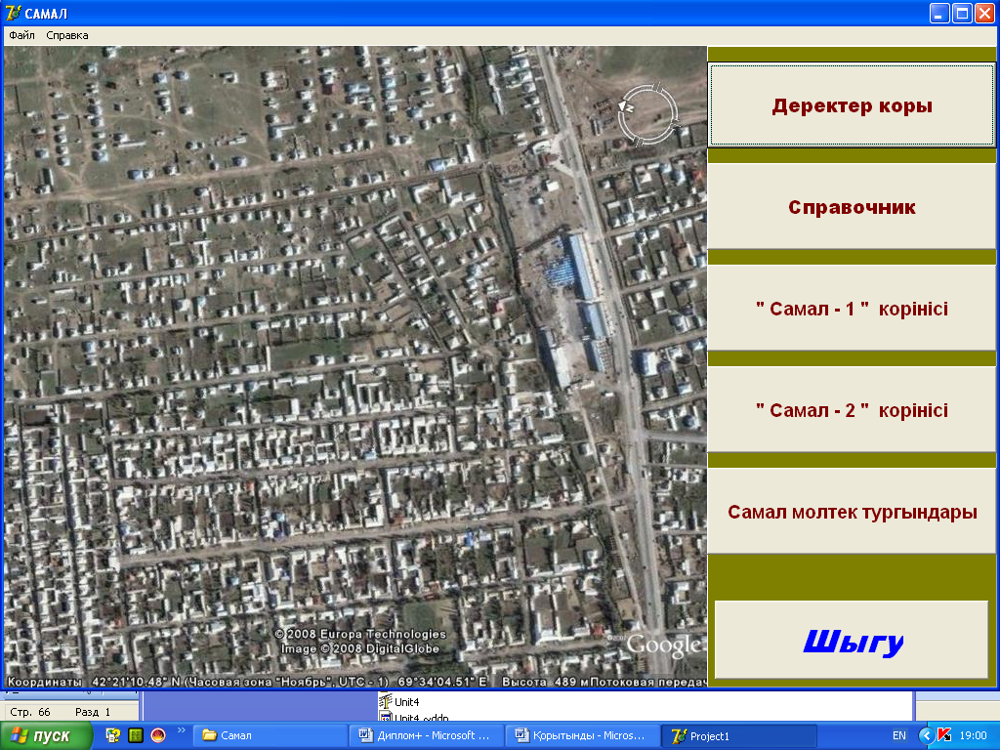 САМАЛ
Файл Справка
Деректер коры
Справочник
" Самал - 1 " корінісі
" Самал - 2 " корінісі
Самал молтек тургындары
Шыгу
N
© 2008 Europa Technologies
Image © 2008 DigitalGlobe
Google
Координаты 42°21'10.48" N (Часовая зона "Ноябрь", UTC - 1) 69°34'04.51" E Высота 489 м Потоковая передач
Unit4
Unit4.~ddp
Стр. 66 Разд 1
пуск
Самал
Диплом+ - Microsoft ...
Қорытынды - Micros...
Project1
EN
19:00